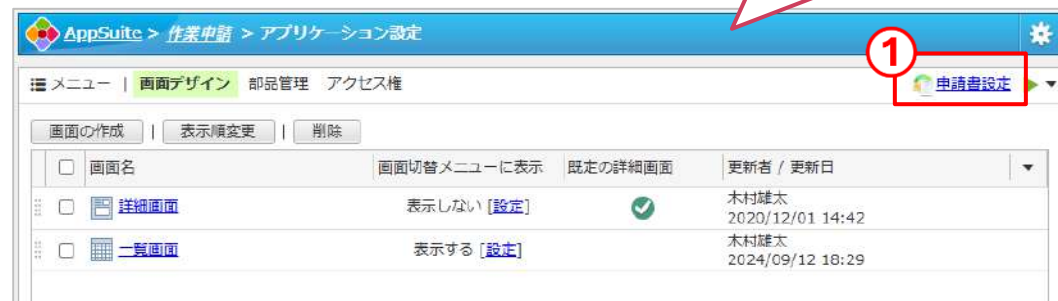 AppSuite > 作業申請 > アプリケーション設定
1
メニュー | 画面デザイン 部品管理 アクセス権 申請書設定
画面の作成 | 表示順変更 | 削除
画面名 画面切替メニューに表示 既定の詳細画面 更新者 / 更新日
詳細画面 表示しない [設定] 木村雄太
2020/12/01 14:42
一覧画面 表示する [設定] 木村雄太
2024/09/12 18:29